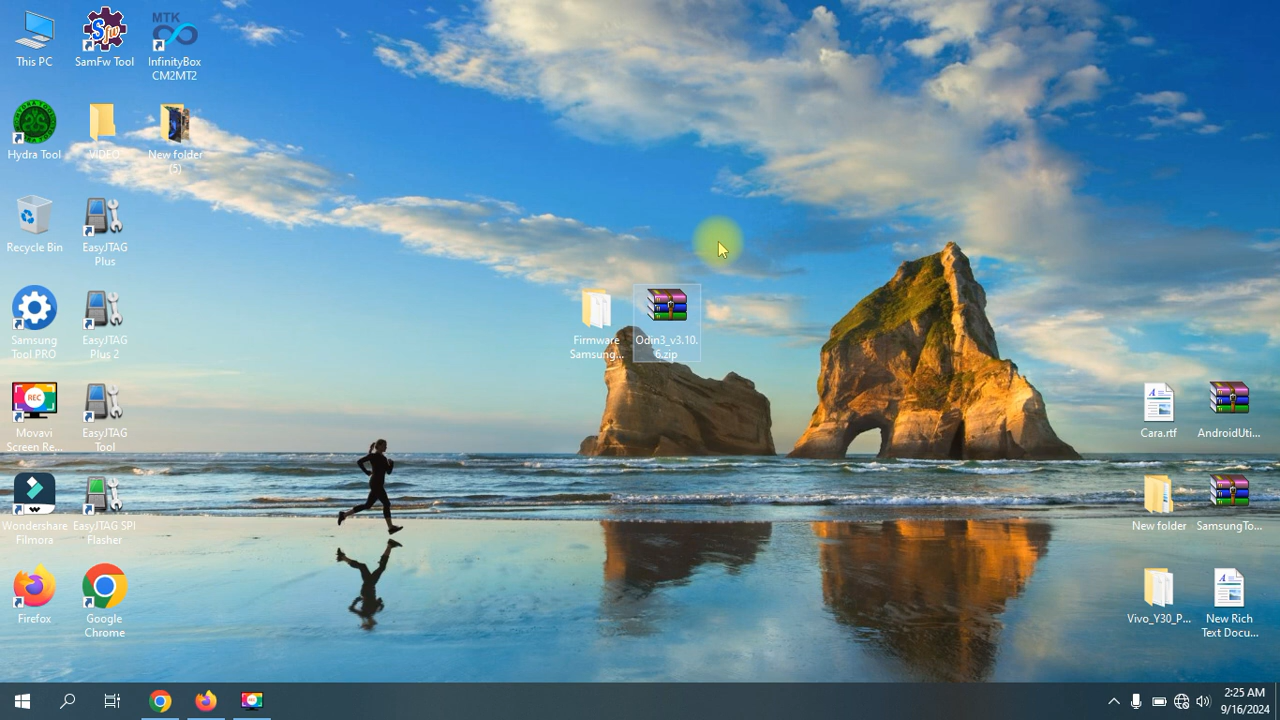 This PC
SamFw Tool
MTK
InfinityBox
CM2MT2
Hydra Tool
VIDEO
New folder
(5)
Recycle Bin
EasyJTAG
Plus
Samsung
Tool PRO
EasyJTAG
Plus 2
REC
Movavi
Screen Re...
EasyJTAG
Tool
Wondershare
Filmora
EasyJTAG SPI
Flasher
Firefox
Google
Chrome
Firmware
Samsung...
Odin3_v3.10.
6.zip
Cara.rtf
AndroidUti...
New folder
SamsungTo...
Vivo_Y30_P...
New Rich
Text Docu...
2:25 AM
9/16/2024